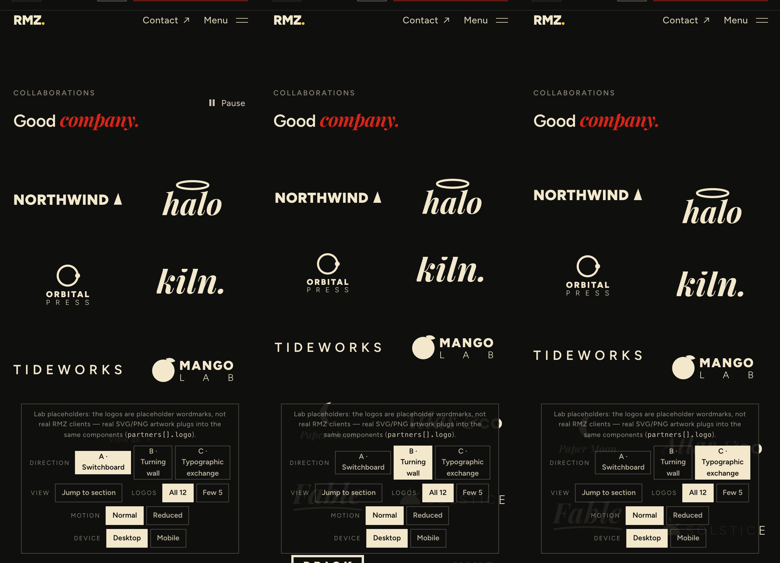 RMZ.
Contact ↗ Menu
COLLABORATIONS
Pause
Good company.
NORTHWIND
halo
ORBITAL
PRESS
kiln.
TIDEWORKS
MANGO
LAB
Lab placeholders: the logos are placeholder wordmarks, not
real RMZ clients — real SVG/PNG artwork plugs into the
same components (partners[].logo).
DIRECTION
A ·
Switchboard
B ·
Turning
wall
C ·
Typographic
exchange
VIEW Jump to section LOGOS All 12 Few 5
MOTION Normal Reduced
DEVICE Desktop Mobile
RMZ.
Contact ↗ Menu
COLLABORATIONS
Good company.
NORTHWIND
halo
ORBITAL
PRESS
kiln.
TIDEWORKS
MANGO
LAB
Lab placeholders: the logos are placeholder wordmarks, not
real RMZ clients — real SVG/PNG artwork plugs into the
same components (partners[].logo).
DIRECTION
A ·
Switchboard
B ·
Turning
wall
C ·
Typographic
exchange
VIEW Jump to section LOGOS All 12 Few 5
Fable
MOTION Normal Reduced
DEVICE Desktop Mobile
RMZ.
Contact ↗ Menu
COLLABORATIONS
Good company.
NORTHWIND
halo
ORBITAL
PRESS
kiln.
TIDEWORKS
MANGO
LAB
Lab placeholders: the logos are placeholder wordmarks, not
real RMZ clients — real SVG/PNG artwork plugs into the
same components (partners[].logo).
Paper Moon
DIRECTION
A ·
Switchboard
B ·
Turning
wall
C ·
Typographic
exchange
VIEW Jump to section LOGOS All 12 Few 5
Fable
MOTION Normal Reduced
SOLSTICE
DEVICE Desktop Mobile